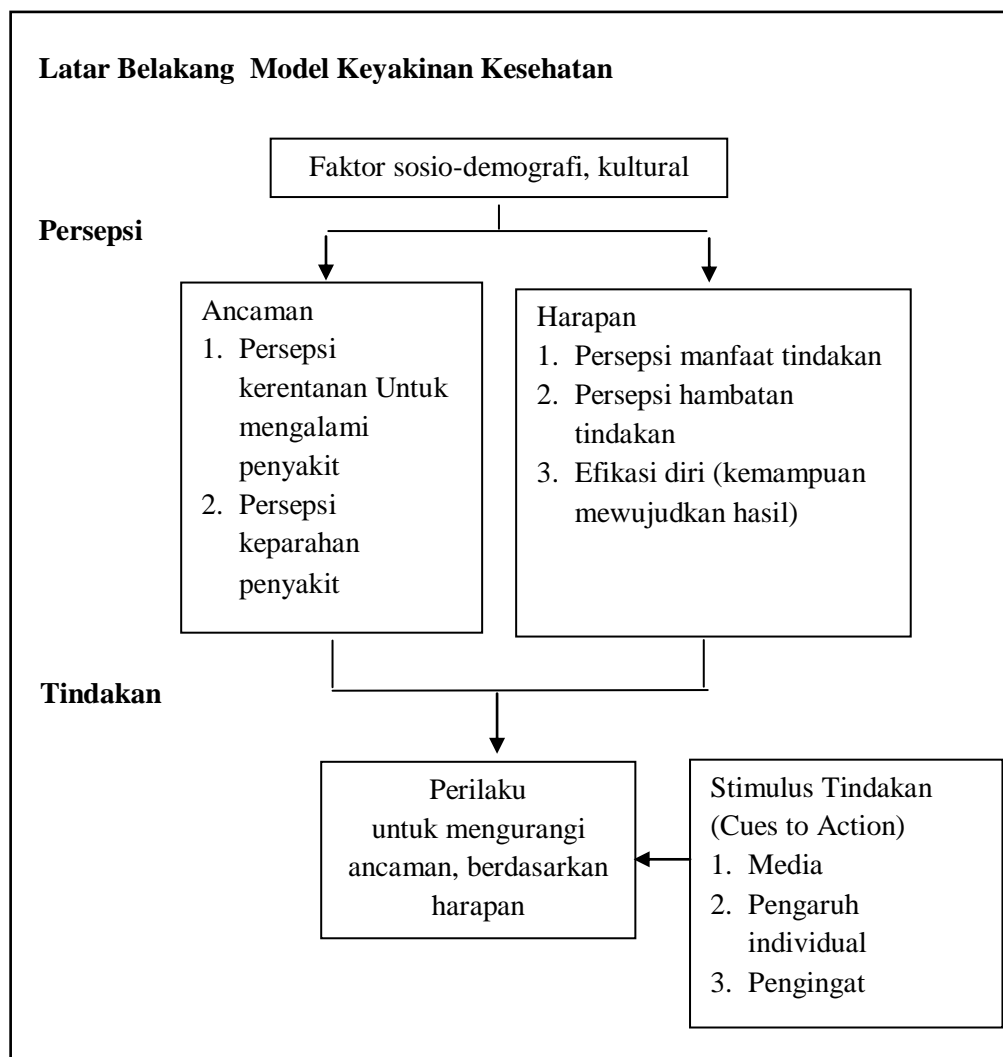 Latar Belakang  Model Keyakinan Kesehatan
Faktor sosio-demografi, kultural
Persepsi
Ancaman
1. Persepsi
kerentanan Untuk
mengalami
penyakit
2. Persepsi
keparahan
penyakit
Harapan
1. Persepsi manfaat tindakan
2. Persepsi hambatan
tindakan
3. Efikasi diri (kemampuan
mewujudkan hasil)
Tindakan
Perilaku
untuk mengurangi
ancaman, berdasarkan
harapan
Stimulus Tindakan
(Cues to Action)
1. Media
2. Pengaruh
individual
3. Pengingat